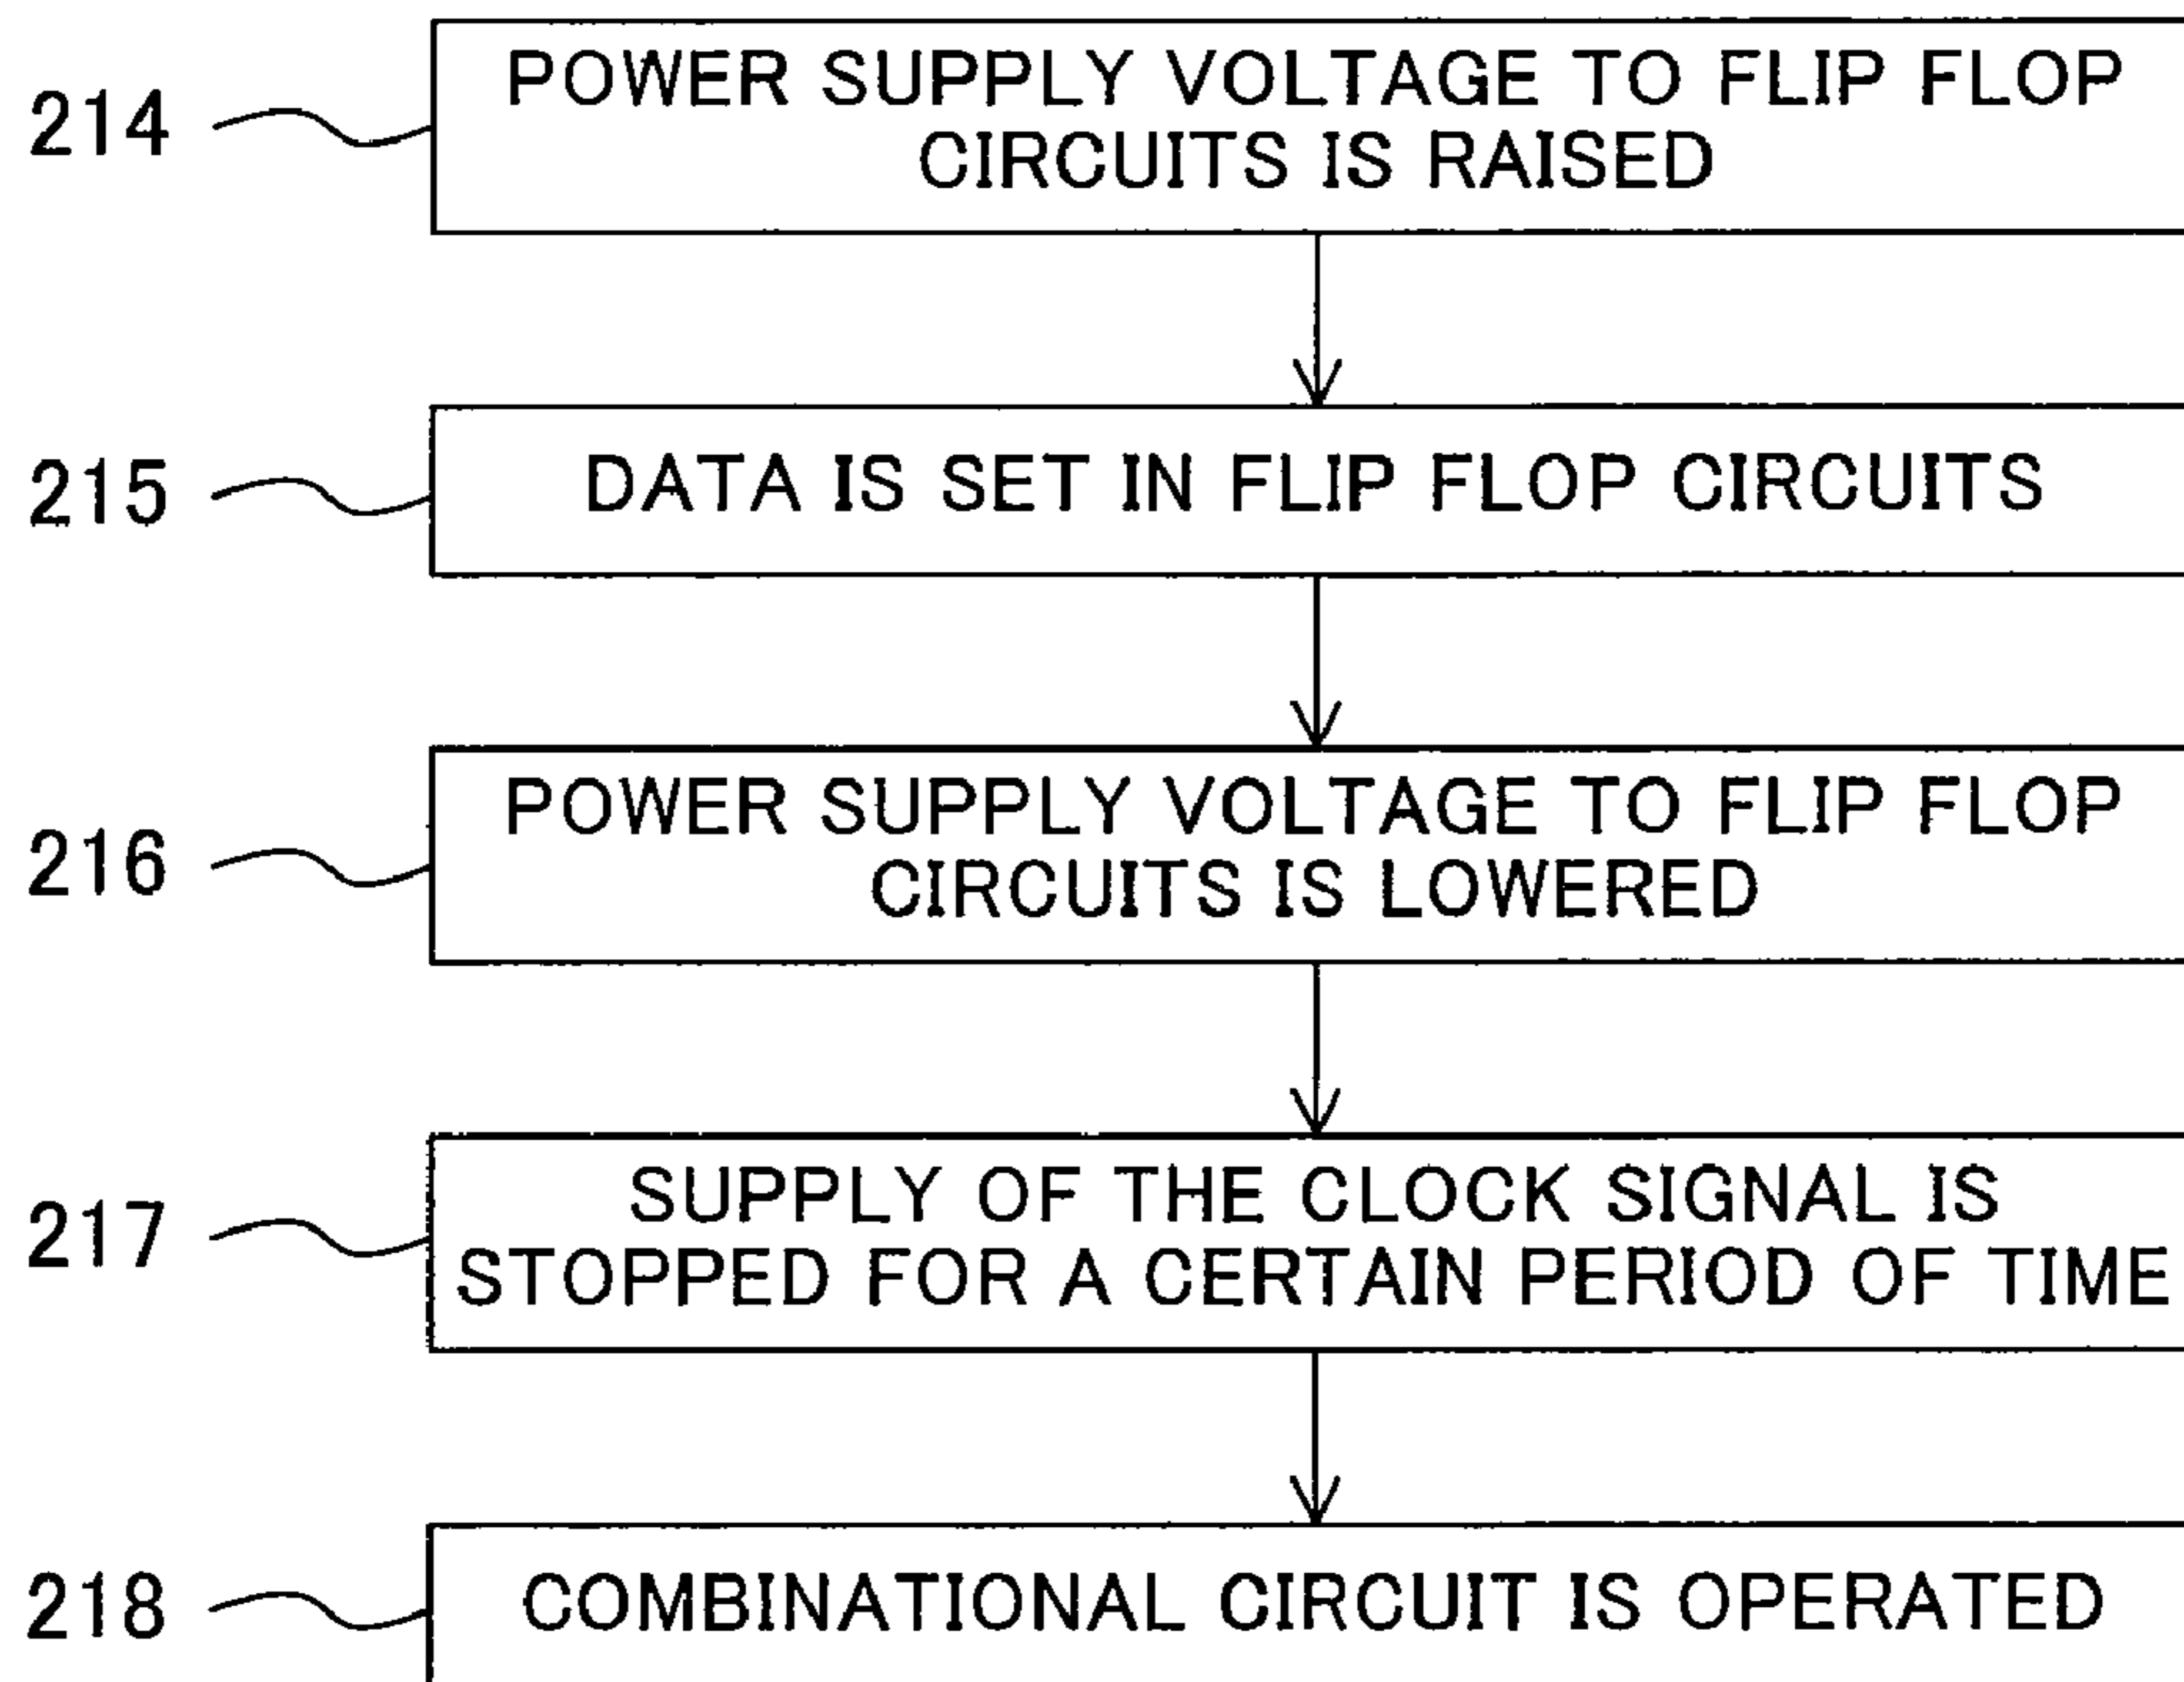 214
POWER SUPPLY VOLTAGE TO FLIP FLOP
CIRCUITS IS RAISED
215
DATA IS SET IN FLIP FLOP CIRCUITS
216
POWER SUPPLY VOLTAGE TO FLIP FLOP
CIRCUITS IS LOWERED
217
SUPPLY OF THE CLOCK SIGNAL IS
STOPPED FOR A CERTAIN PERIOD OF TIME
218
COMBINATIONAL CIRCUIT IS OPERATED